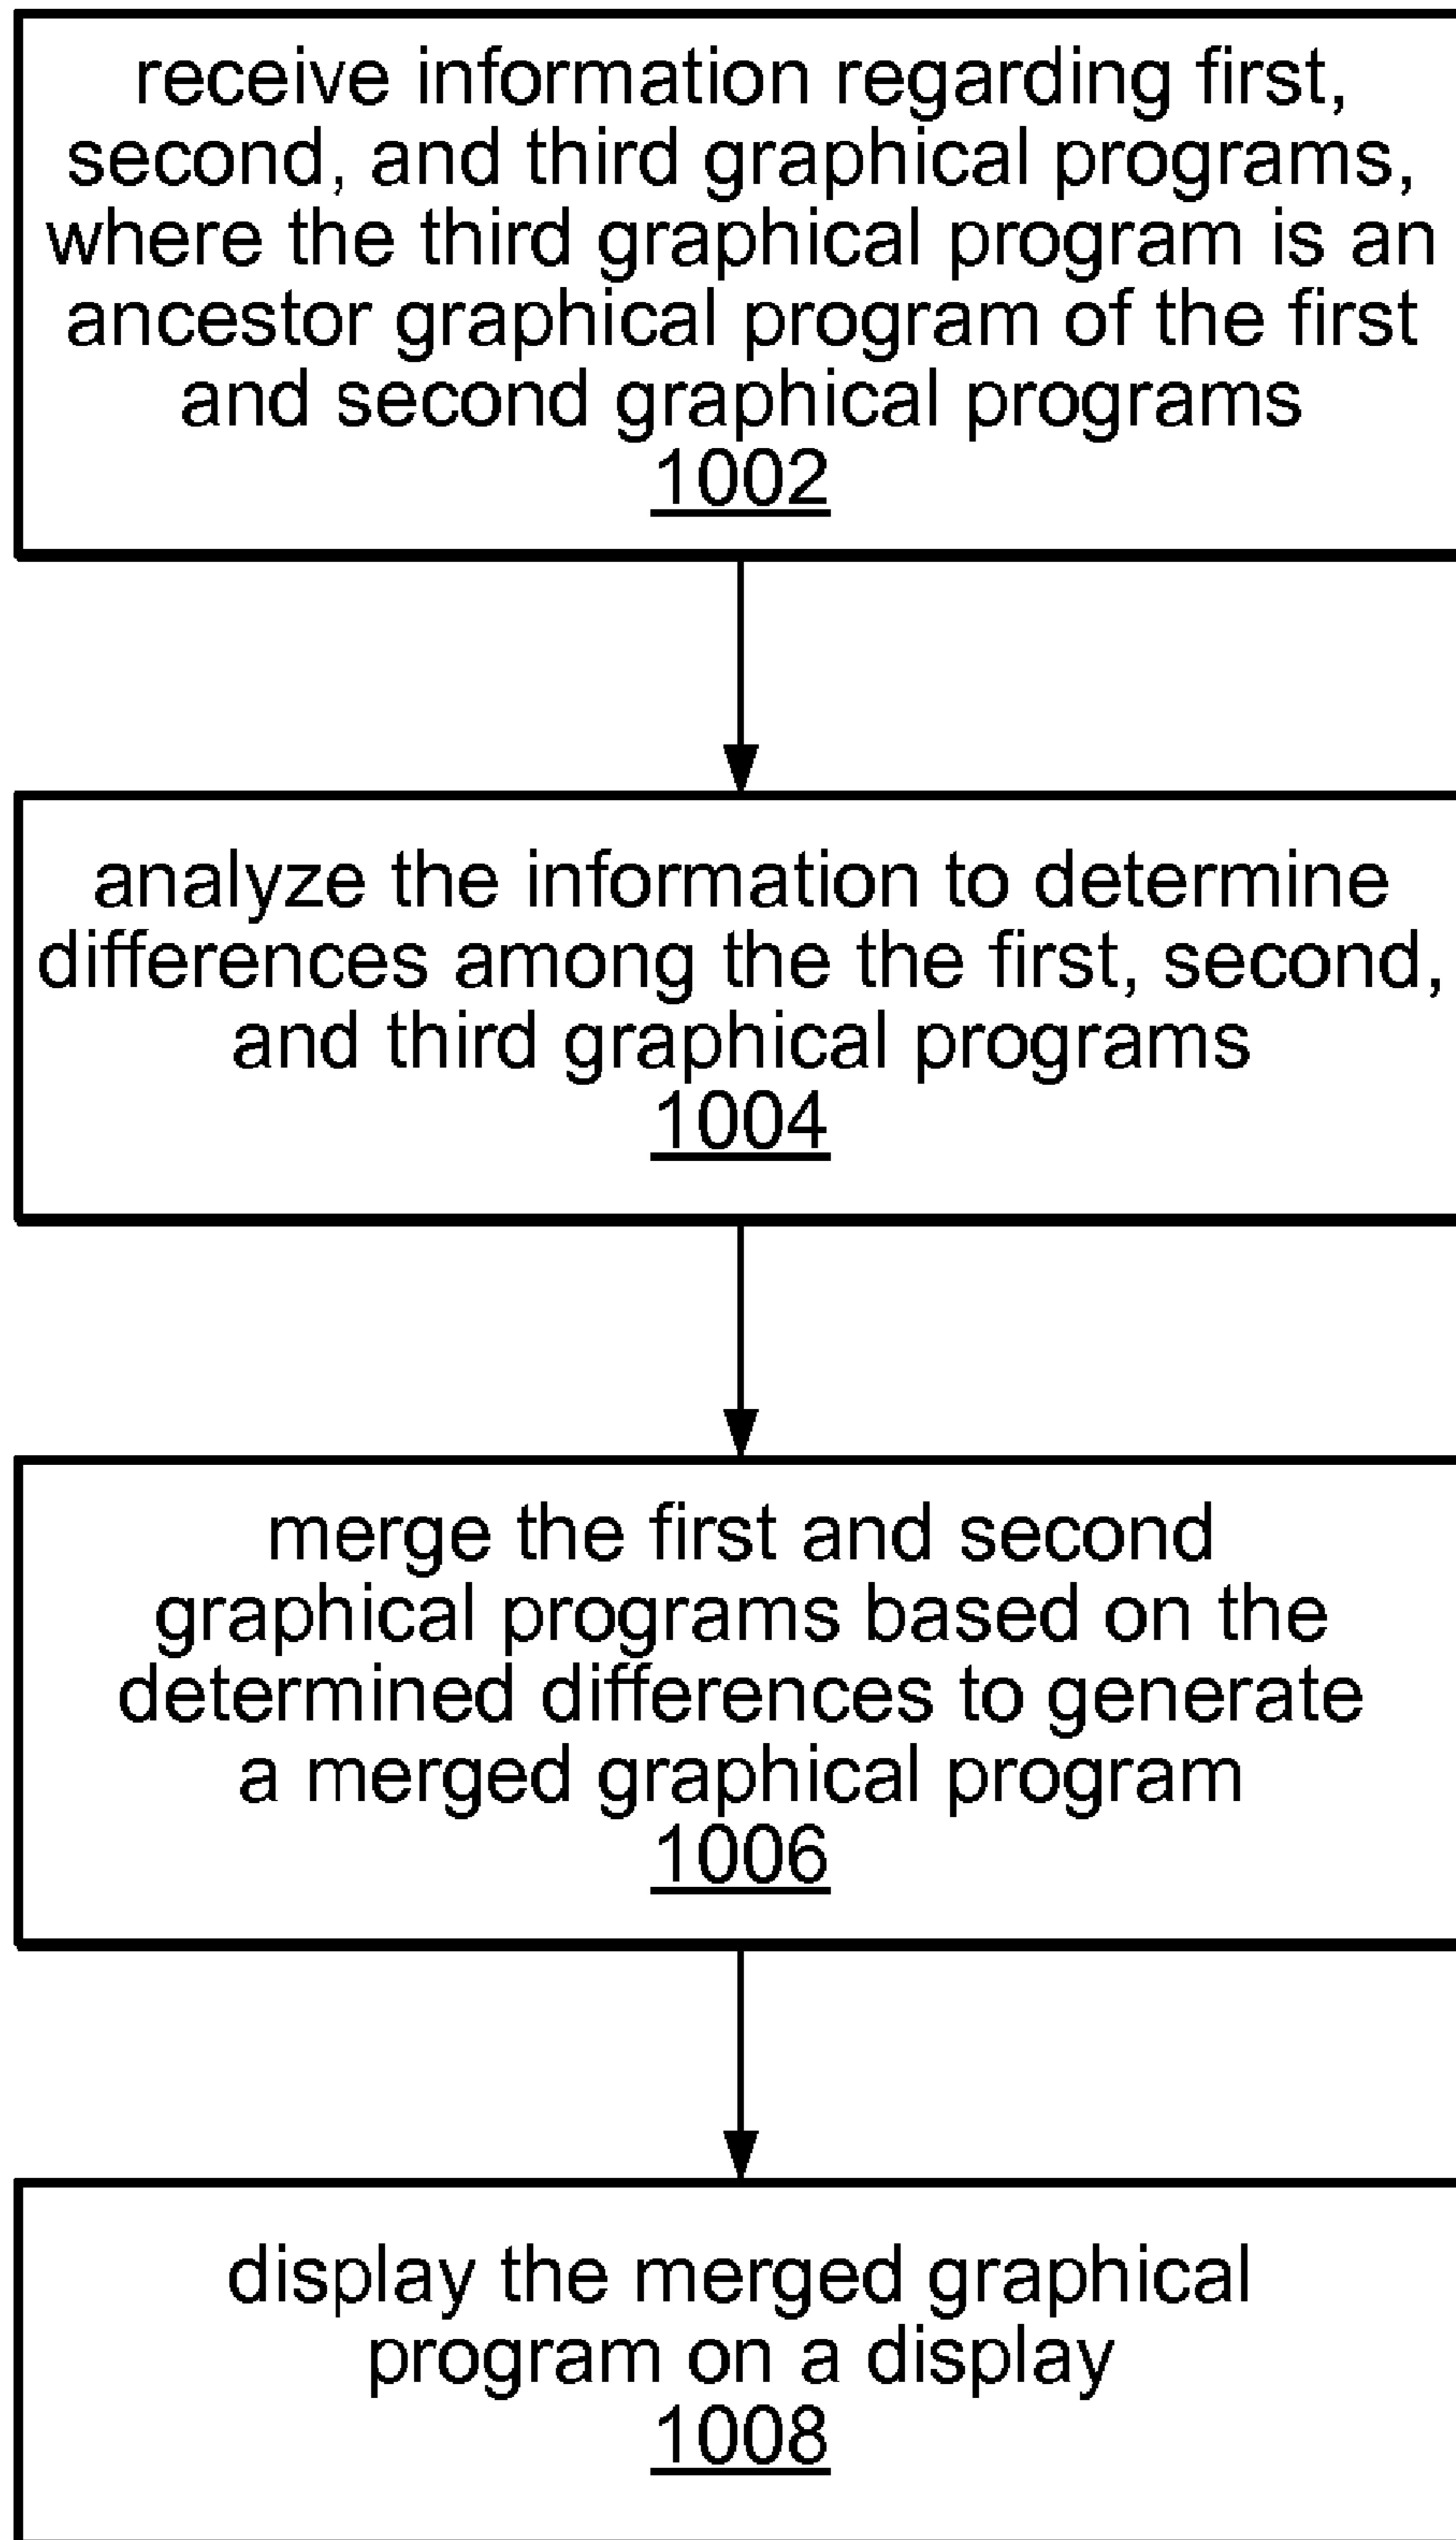 receive information regarding first,
second, and third graphical programs,
where the third graphical program is an
ancestor graphical program of the first
and second graphical programs
1002
analyze the information to determine
differences among the the first, second,
and third graphical programs
1004
merge the first and second
graphical programs based on the
determined differences to generate
a merged graphical program
1006
display the merged graphical
program on a display
1008